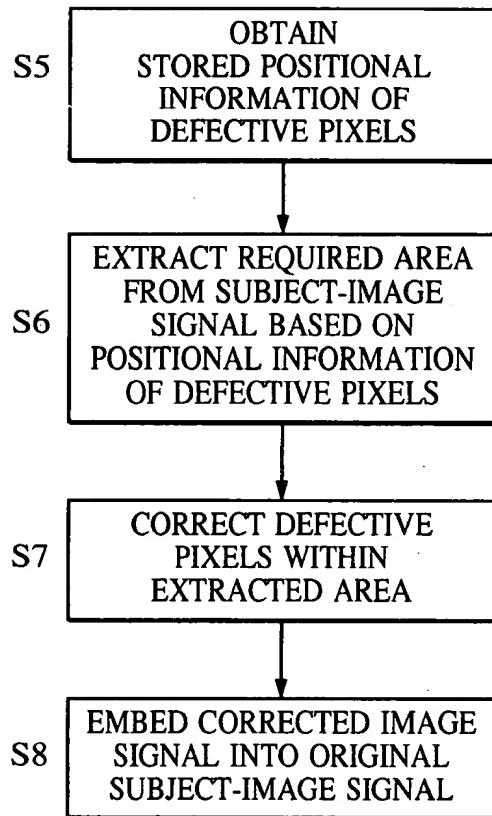 S5
OBTAIN
STORED POSITIONAL
INFORMATION OF
DEFECTIVE PIXELS
S6
EXTRACT REQUIRED AREA
FROM SUBJECT-IMAGE
SIGNAL BASED ON
POSITIONAL INFORMATION
OF DEFECTIVE PIXELS
S7
CORRECT DEFECTIVE
PIXELS WITHIN
EXTRACTED AREA
S8
EMBED CORRECTED IMAGE
SIGNAL INTO ORIGINAL
SUBJECT-IMAGE SIGNAL